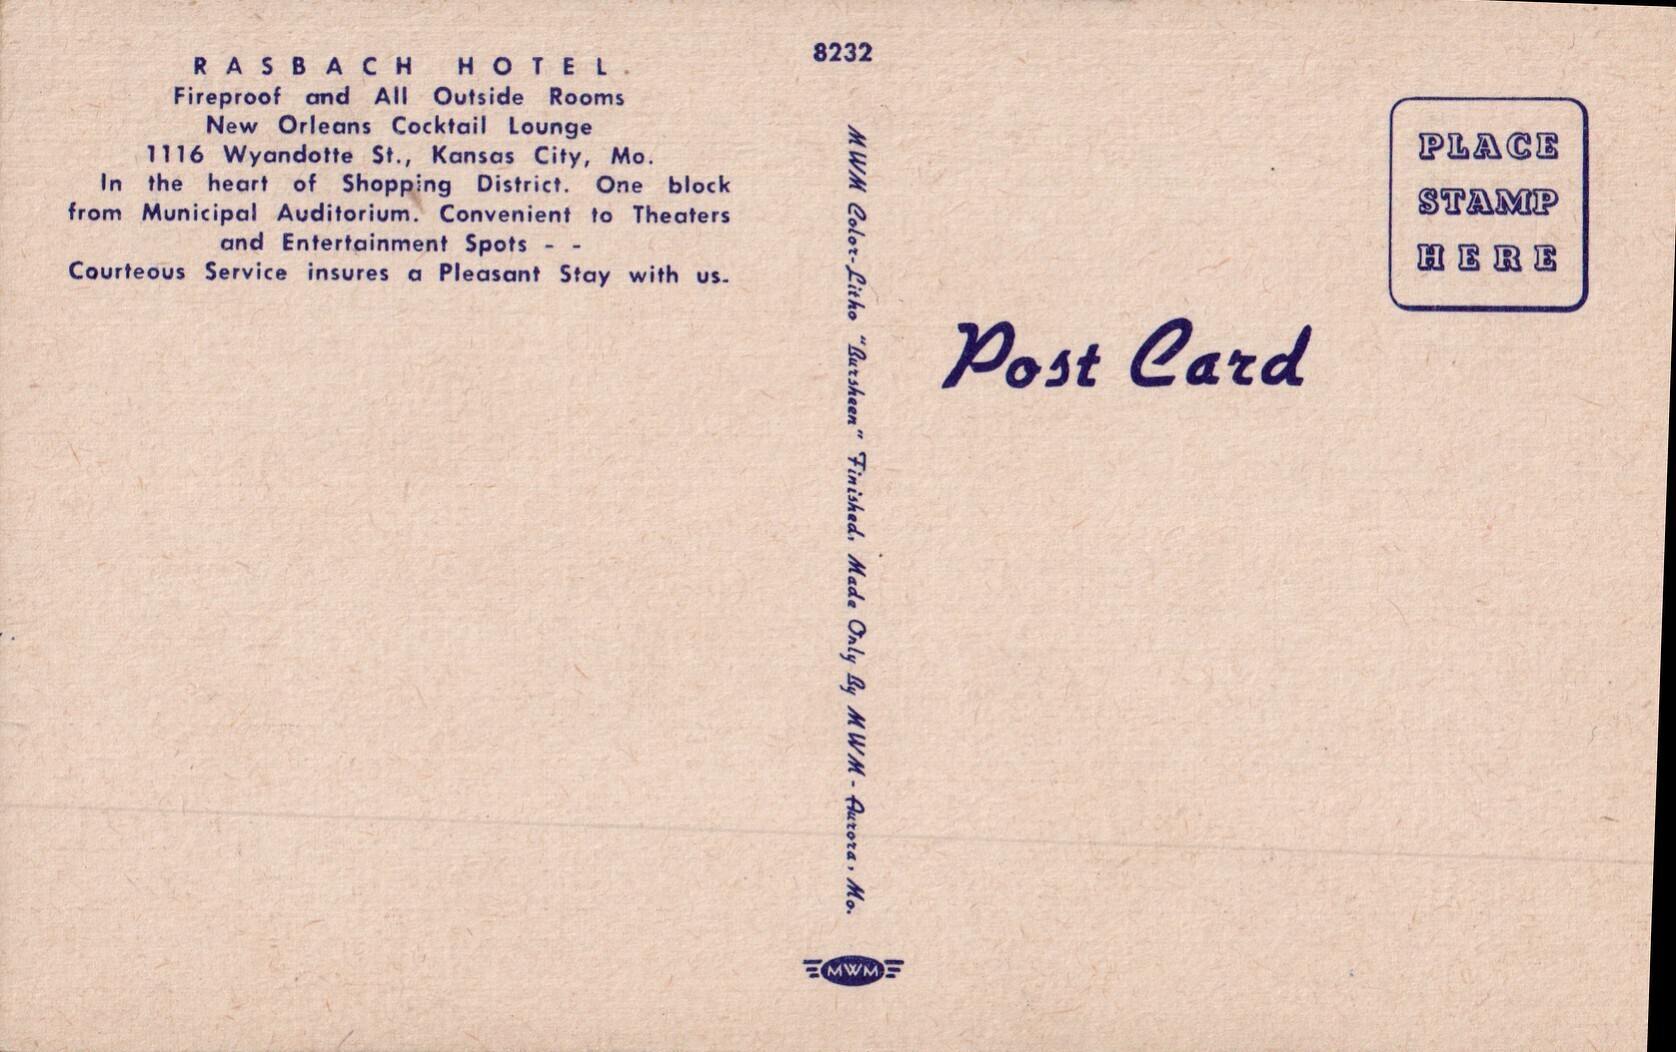 RASBACH HOTEL
Fireproof and All Outside Rooms
New Orleans Cocktail Lounge
1116 Wyandotte St., Kansas City, Mo.
In the heart of Shopping District. One block
from Municipal Auditorium. Convenient to Theaters
and Entertainment Spots - -
Courteous Service insures a Pleasant Stay with us.
8232
MWM Color-Litho "Bursheen" Finished, Made Only By MWM - Aurora, Mo.
MWM
PLACE
STAMP
HERE
Post Card